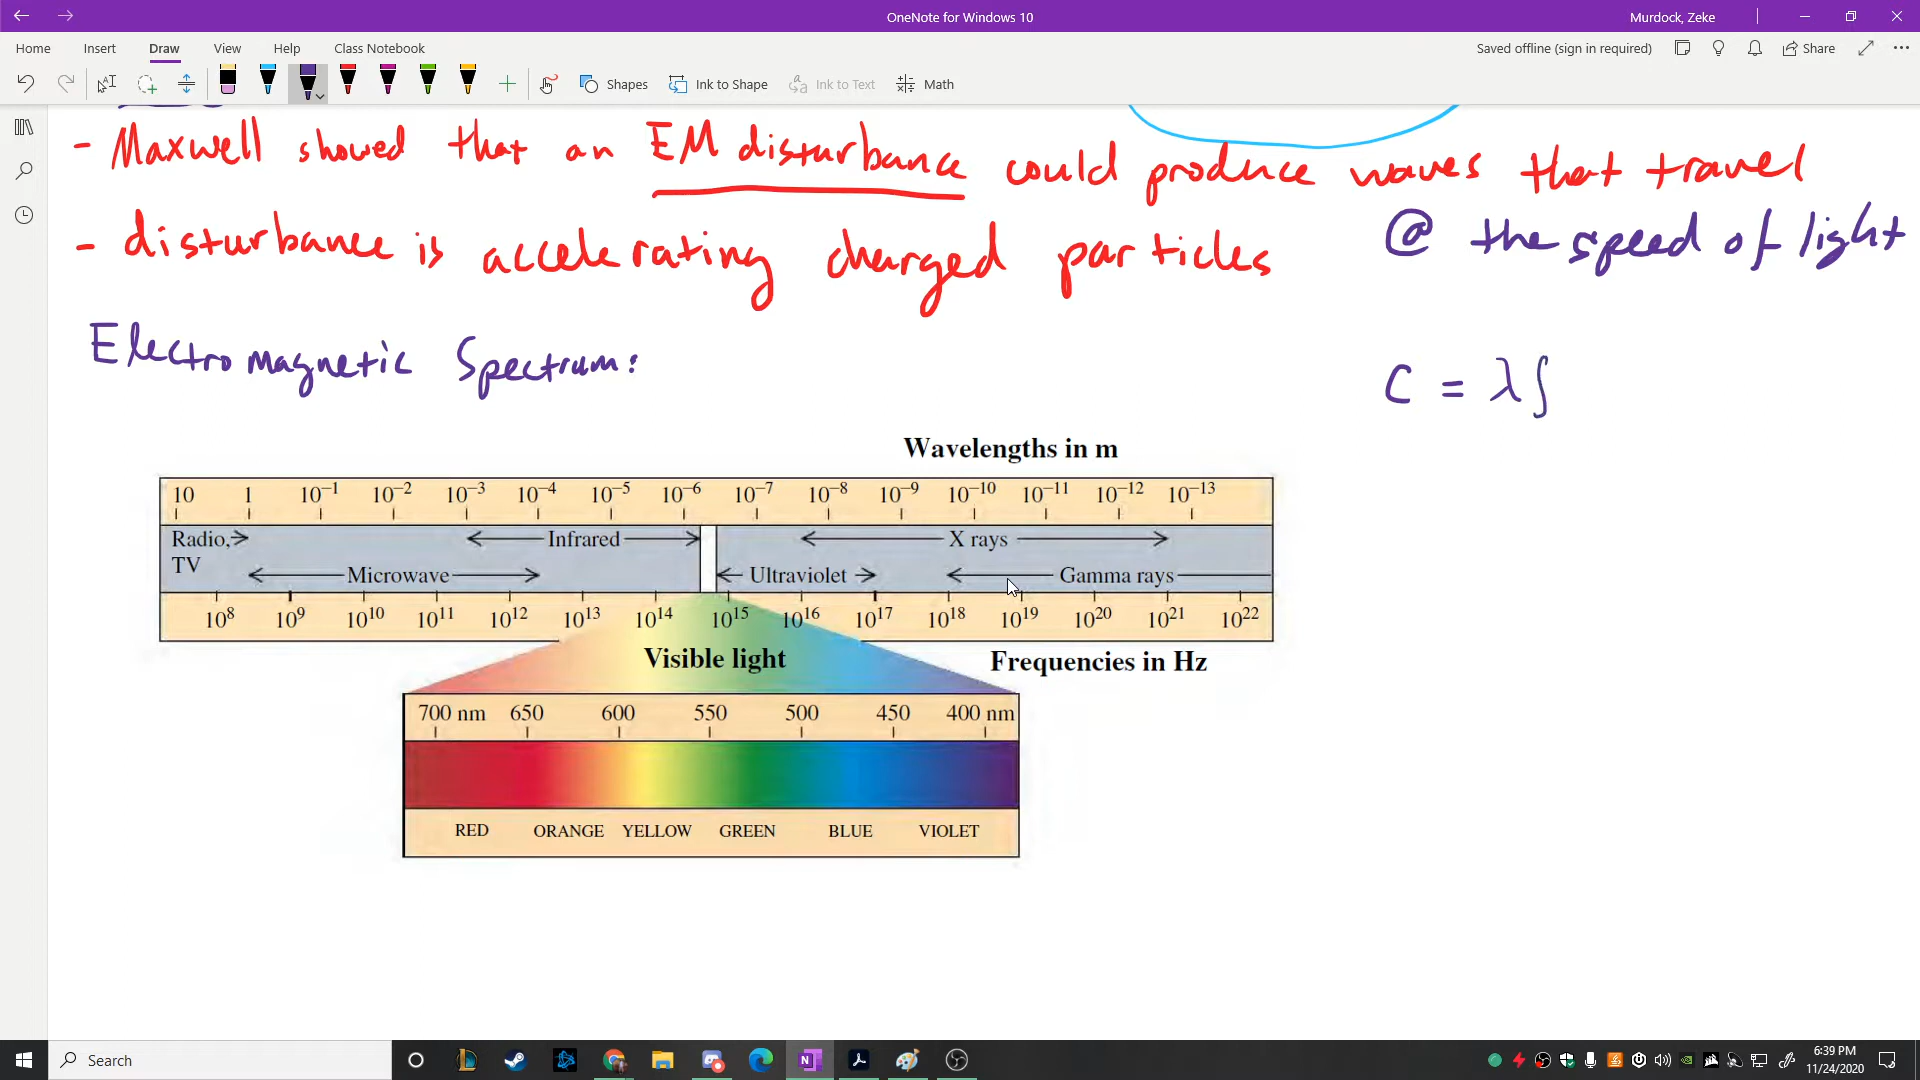 OneNote for Windows 10
Murdock, Zeke
Home Insert Draw View Help Class Notebook
Saved offline (sign in required) Share
Shapes Ink to Shape Ink to Text Math
- Maxwell showed that an EM disturbance could produce waves that travel
@ the speed of light
- disturbance is accelerating charged particles
Electromagnetic Spectrum:
C = λf
Wavelengths in m
10 1 10⁻¹ 10⁻² 10⁻³ 10⁻⁴ 10⁻⁵ 10⁻⁶ 10⁻⁷ 10⁻⁸ 10⁻⁹ 10⁻¹⁰ 10⁻¹¹ 10⁻¹² 10⁻¹³
Radio, Infrared X rays
TV Microwave Ultraviolet Gamma rays
10⁸ 10⁹ 10¹⁰ 10¹¹ 10¹² 10¹³ 10¹⁴ 10¹⁵ 10¹⁶ 10¹⁷ 10¹⁸ 10¹⁹ 10²⁰ 10²¹ 10²²
Visible light Frequencies in Hz
700 nm 650 600 550 500 450 400 nm
RED ORANGE YELLOW GREEN BLUE VIOLET
Search
6:39 PM
11/24/2020